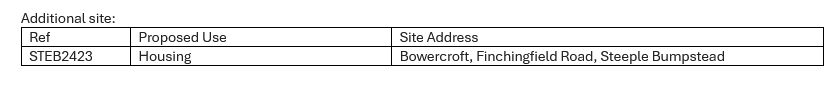 Additional site:
Ref Proposed Use Site Address
STEB2423 Housing Bowercroft, Finchingfield Road, Steeple Bumpstead